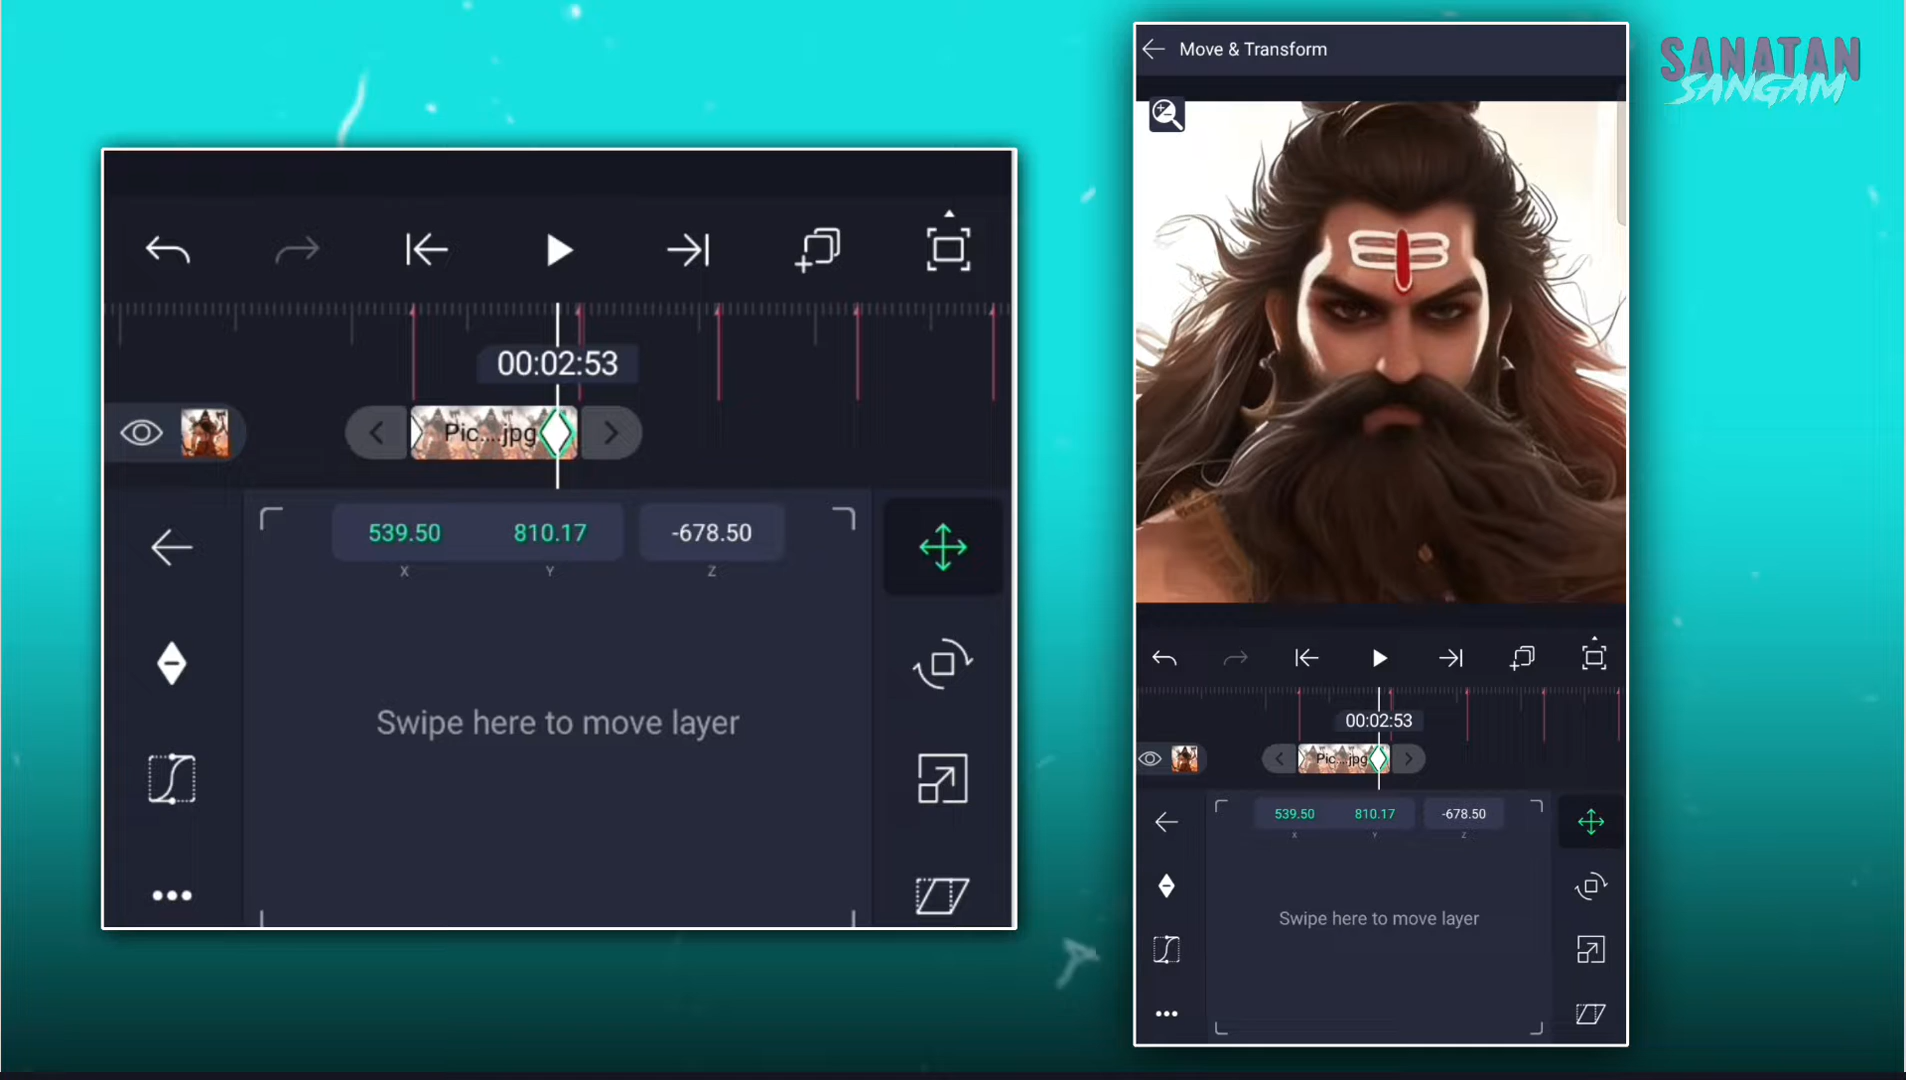 Move & Transform
SANATAN
SANGAM
00:02:53
Pic....jpg
539.50 810.17 -678.50
X Y Z
Swipe here to move layer
00:02:53
Pic....jpg
539.50 810.17 -678.50
X Y Z
Swipe here to move layer